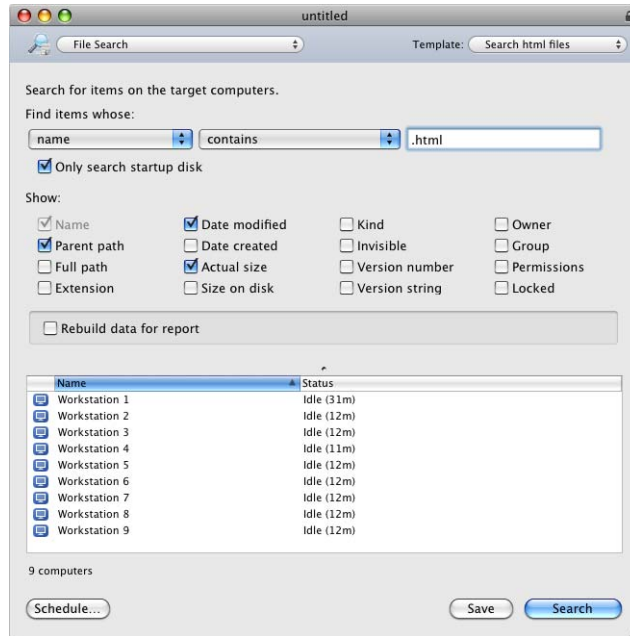 untitled
File Search Template: Search html files
Search for items on the target computers.
Find items whose:
name contains .html
Only search startup disk
Show:
Name Date modified Kind Owner
Parent path Date created Invisible Group
Full path Actual size Version number Permissions
Extension Size on disk Version string Locked
Rebuild data for report
Name Status
Workstation 1 Idle (31m)
Workstation 2 Idle (12m)
Workstation 3 Idle (12m)
Workstation 4 Idle (11m)
Workstation 5 Idle (12m)
Workstation 6 Idle (12m)
Workstation 7 Idle (12m)
Workstation 8 Idle (12m)
Workstation 9 Idle (12m)
9 computers
Schedule... Save Search